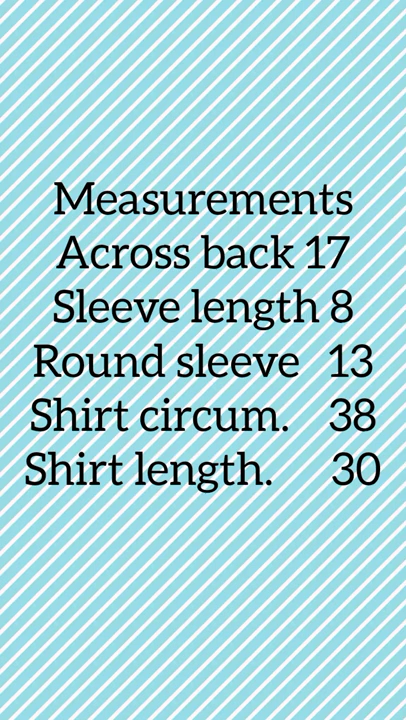 Measurements
Across back 17
Sleeve length 8
Round sleeve 13
Shirt circum. 38
Shirt length. 30